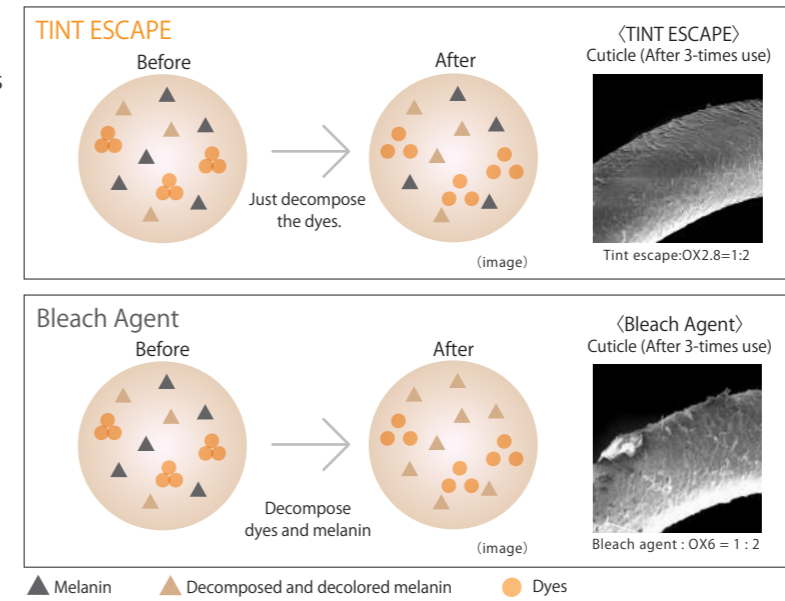 s
TINT ESCAPE
Before
After
Just decompose
the dyes.
(image)
〈TINT ESCAPE〉
Cuticle (After 3-times use)
Tint escape:OX2.8=1:2
Bleach Agent
Before
After
Decompose
dyes and melanin
(image)
〈Bleach Agent〉
Cuticle (After 3-times use)
Bleach agent : OX6 = 1 : 2
Melanin
Decomposed and decolored melanin
Dyes